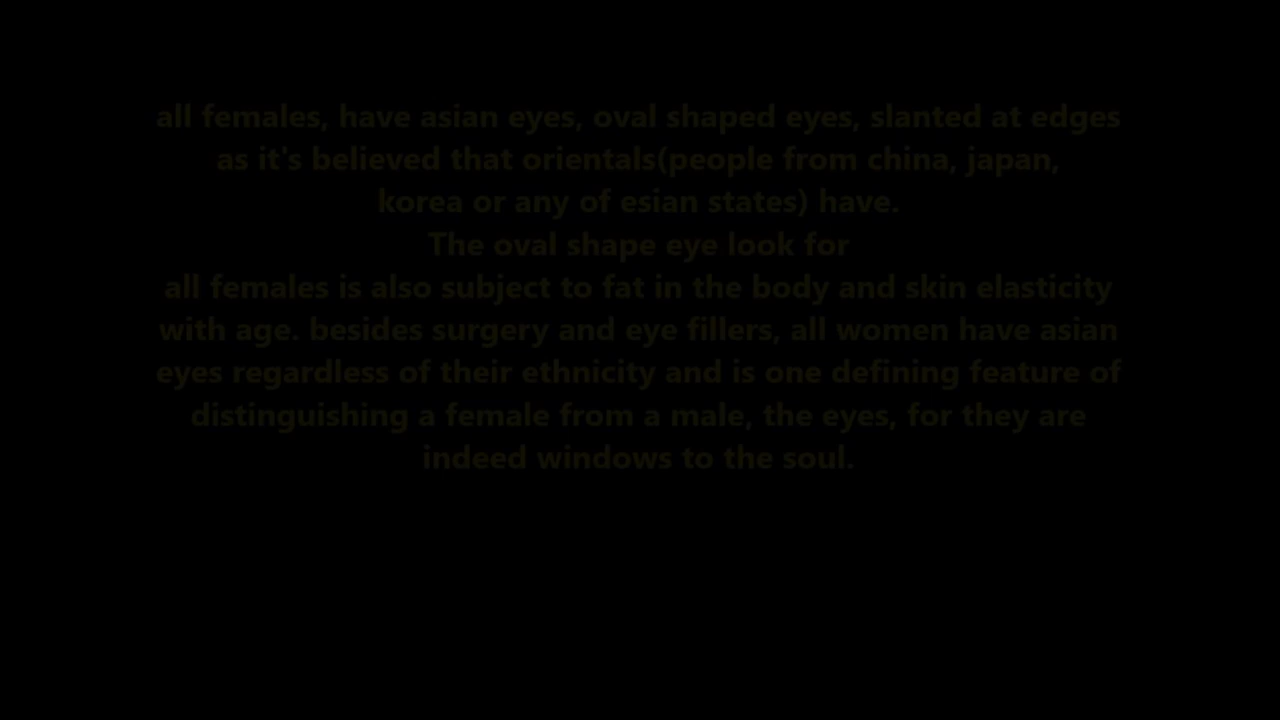 all females, have asian eyes, oval shaped eyes, slanted at edges
as it's believed that orientals(people from china, japan,
korea or any of esian states) have.
The oval shape eye look for
all females is also subject to fat in the body and skin elasticity
with age. besides surgery and eye fillers, all women have asian
eyes regardless of their ethnicity and is one defining feature of
distinguishing a female from a male, the eyes, for they are
indeed windows to the soul.